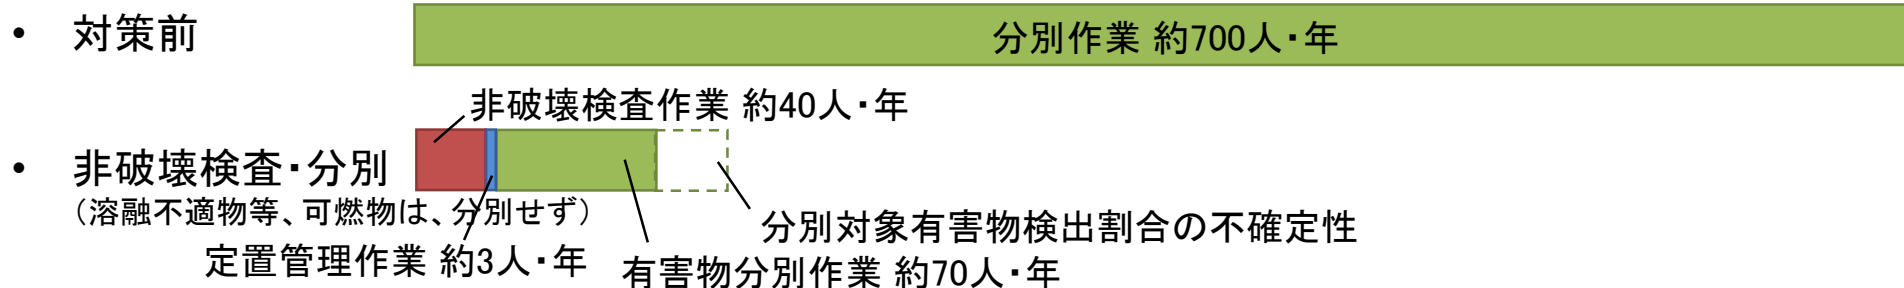 • 対策前
分別作業 約700人・年
非破壊検査作業 約40人・年
• 非破壊検査・分別
（溶融不適物等、可燃物は、分別せず）
分別対象有害物検出割合の不確定性
定置管理作業 約3人・年
有害物分別作業 約70人・年